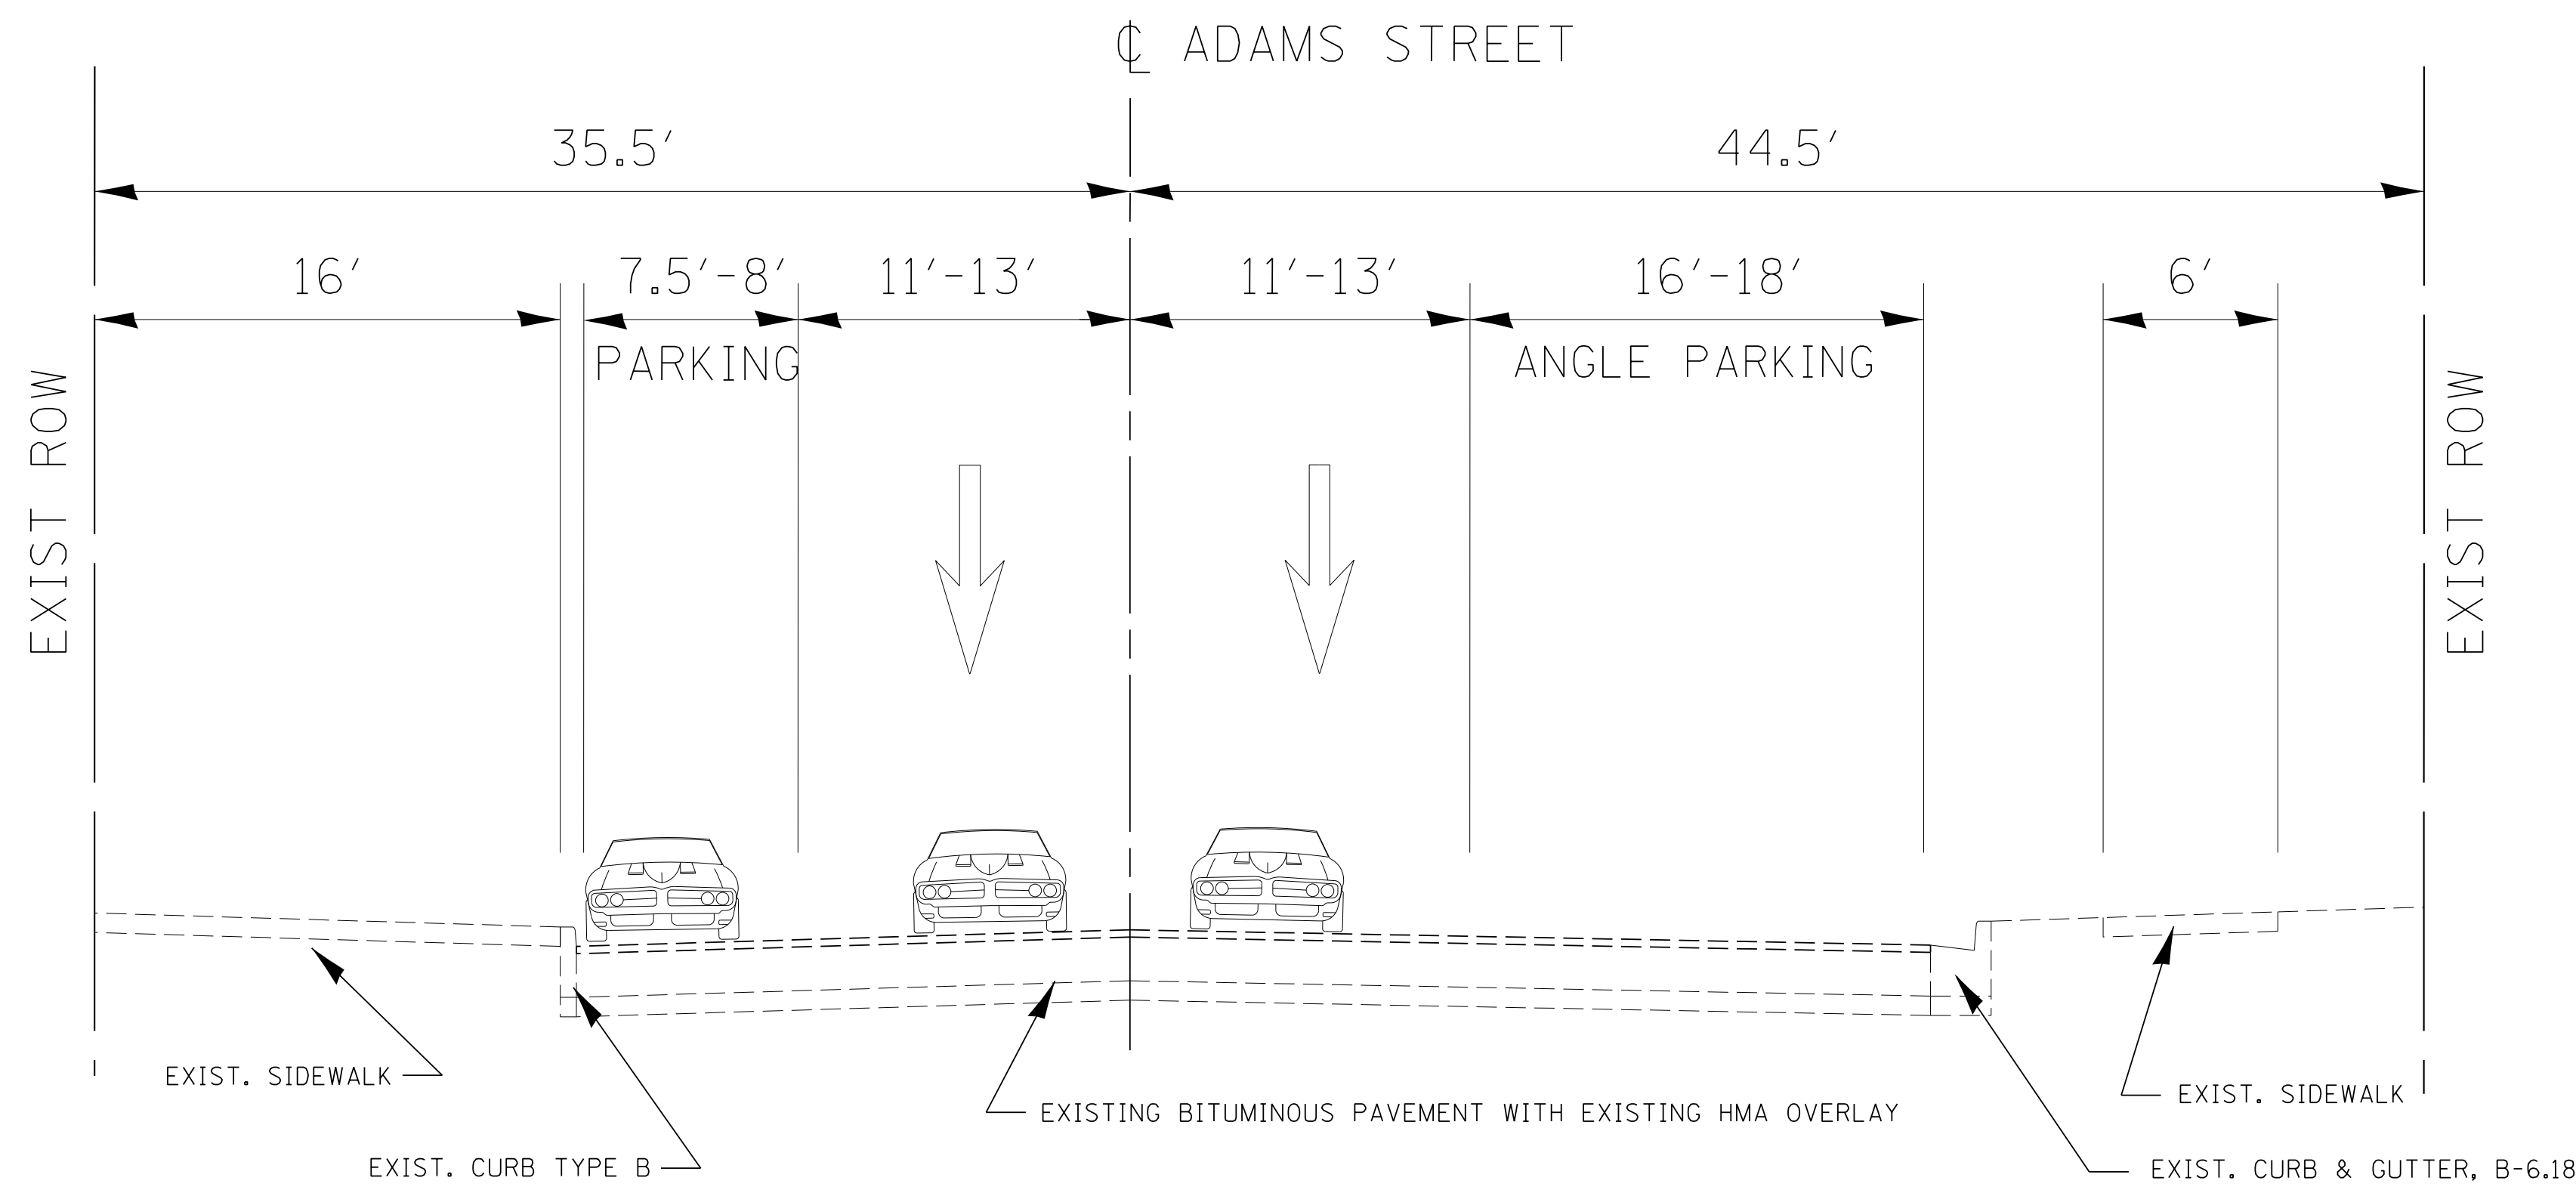 ℄ ADAMS STREET
35.5' 44.5'
16' 7.5'-8' 11'-13' 11'-13' 16'-18' 6'
PARKING ANGLE PARKING
EXIST ROW
EXIST ROW
EXIST. SIDEWALK
EXIST. SIDEWALK
EXISTING BITUMINOUS PAVEMENT WITH EXISTING HMA OVERLAY
EXIST. CURB TYPE B
EXIST. CURB & GUTTER, B-6.18